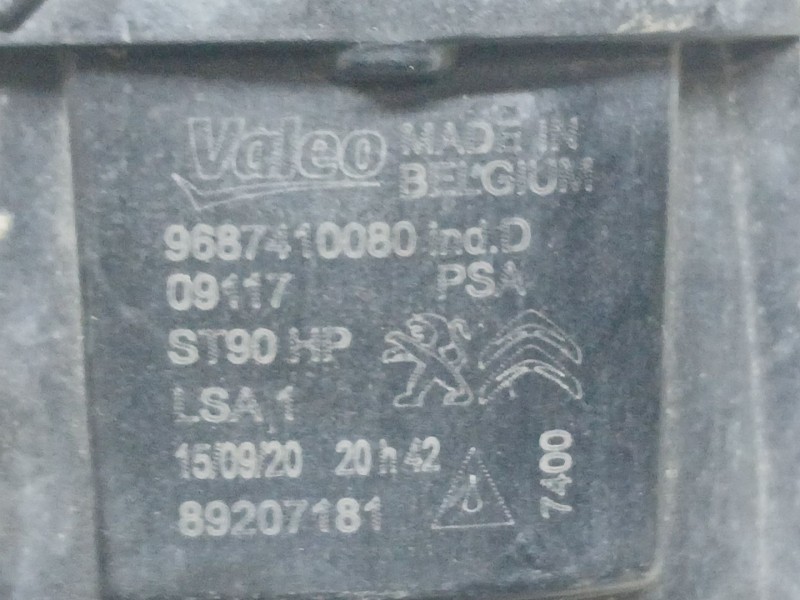 Valeo MADE IN
BELGIUM
9687410080 ind.D
09117 PSA
ST90 HP
LSA 1
15/09/20 20 h 42
89207181
7400